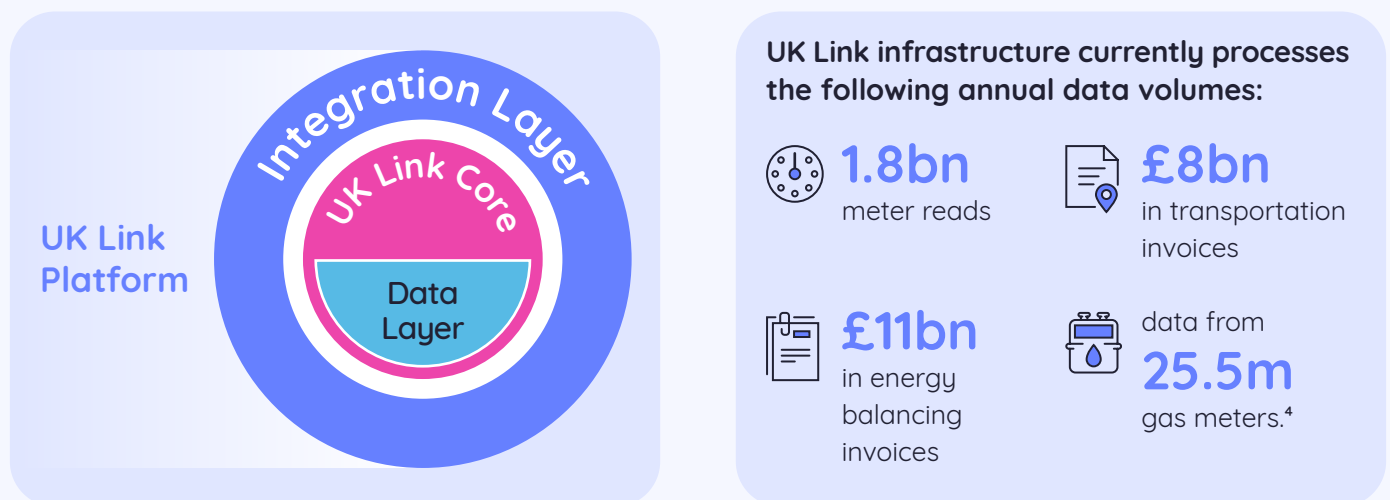 Integration Layer
UK Link Core
Data
Layer
UK Link
Platform
UK Link infrastructure currently processes
the following annual data volumes:
1.8bn
meter reads
£8bn
in transportation
invoices
£11bn
in energy
balancing
invoices
data from
25.5m
gas meters.⁴